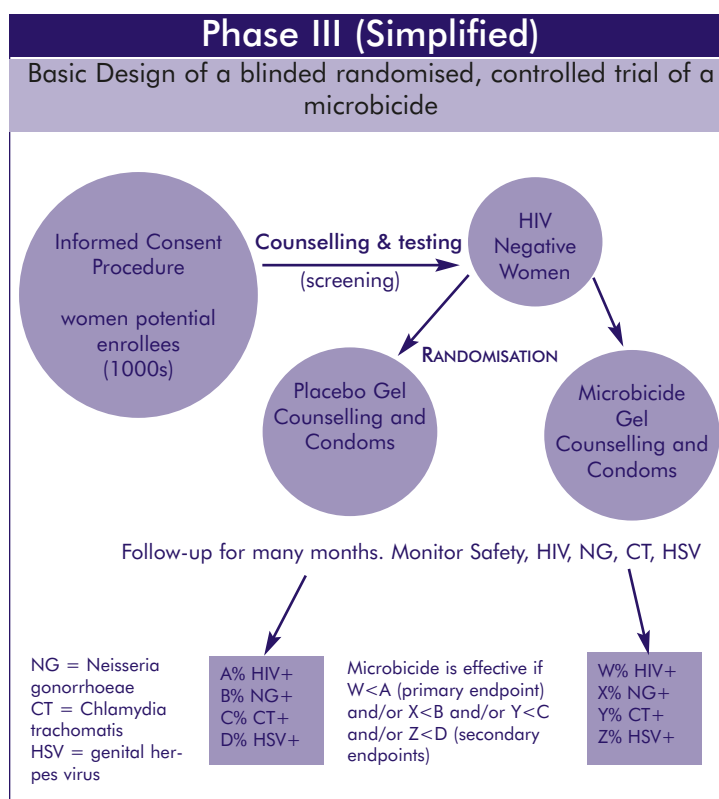 Phase III (Simplified)
Basic Design of a blinded randomised, controlled trial of a
microbicide
Informed Consent
Procedure
women potential
enrollees
(1000s)
Counselling & testing
(screening)
HIV
Negative
Women
RANDOMISATION
Placebo Gel
Counselling and
Condoms
Microbicide
Gel
Counselling and
Condoms
Follow-up for many months. Monitor Safety, HIV, NG, CT, HSV
NG = Neisseria
gonorrhoeae
CT = Chlamydia
trachomatis
HSV = genital her-
pes virus
A% HIV+
B% NG+
C% CT+
D% HSV+
Microbicide is effective if
W<A (primary endpoint)
and/or X<B and/or Y<C
and/or Z<D (secondary
endpoints)
W% HIV+
X% NG+
Y% CT+
Z% HSV+